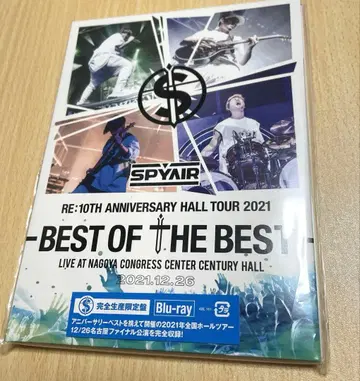 SPYAIR
RE:10TH ANNIVERSARY HALL TOUR 2021
-BEST OF THE BEST-
LIVE AT NAGOYA CONGRESS CENTER CENTURY HALL
2021.12.26
完全生産限定盤 Blu-ray
アニバーサリーベストを携えて開催の2021年全国ホールツアー
12/26名古屋ファイナル公演を完全収録!